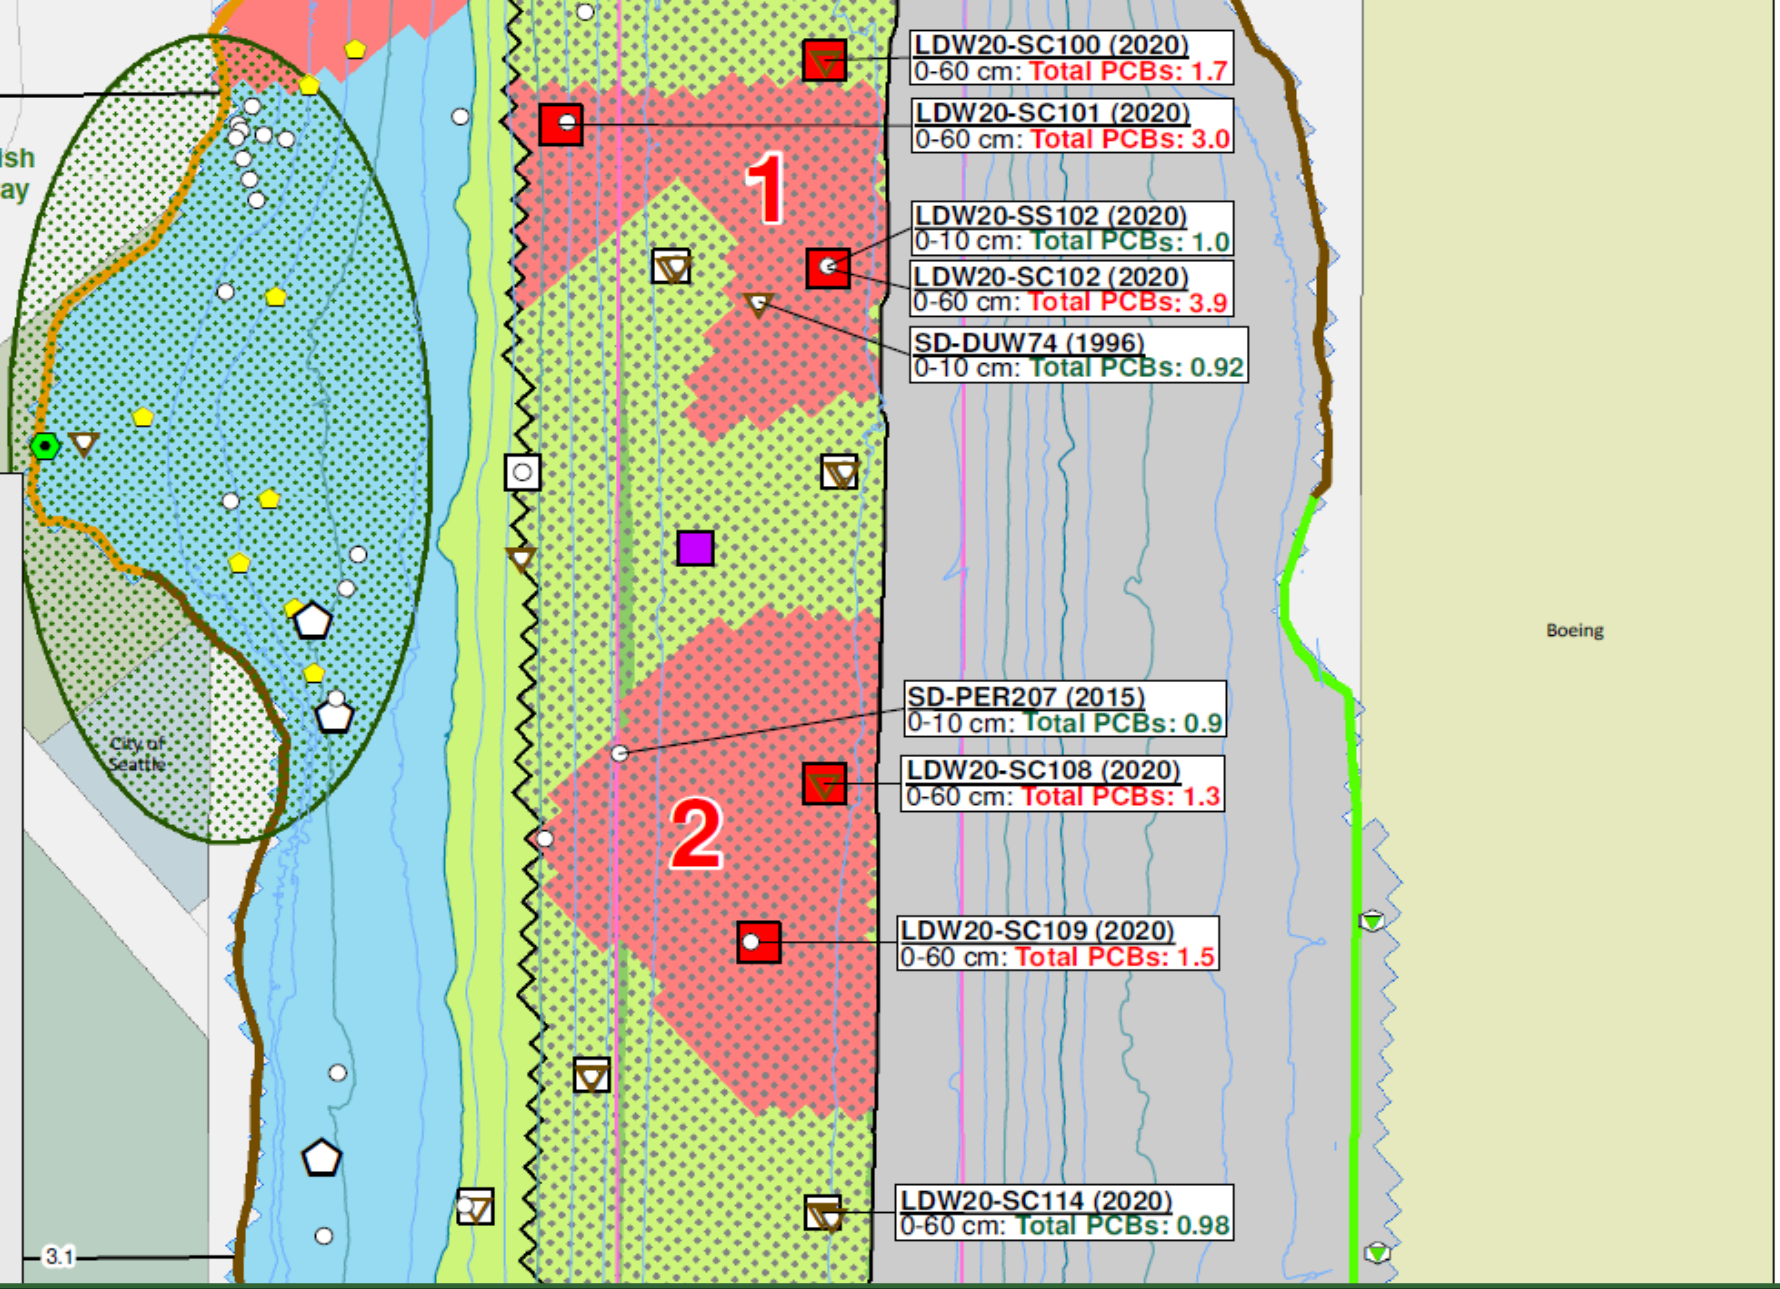 LDW20-SC100 (2020)
0-60 cm: Total PCBs: 1.7
LDW20-SC101 (2020)
0-60 cm: Total PCBs: 3.0
ish
ay
1
LDW20-SS102 (2020)
0-10 cm: Total PCBs: 1.0
LDW20-SC102 (2020)
0-60 cm: Total PCBs: 3.9
SD-DUW74 (1996)
0-10 cm: Total PCBs: 0.92
Boeing
SD-PER207 (2015)
0-10 cm: Total PCBs: 0.9
City of
Seattle
LDW20-SC108 (2020)
0-60 cm: Total PCBs: 1.3
2
LDW20-SC109 (2020)
0-60 cm: Total PCBs: 1.5
LDW20-SC114 (2020)
0-60 cm: Total PCBs: 0.98
3.1